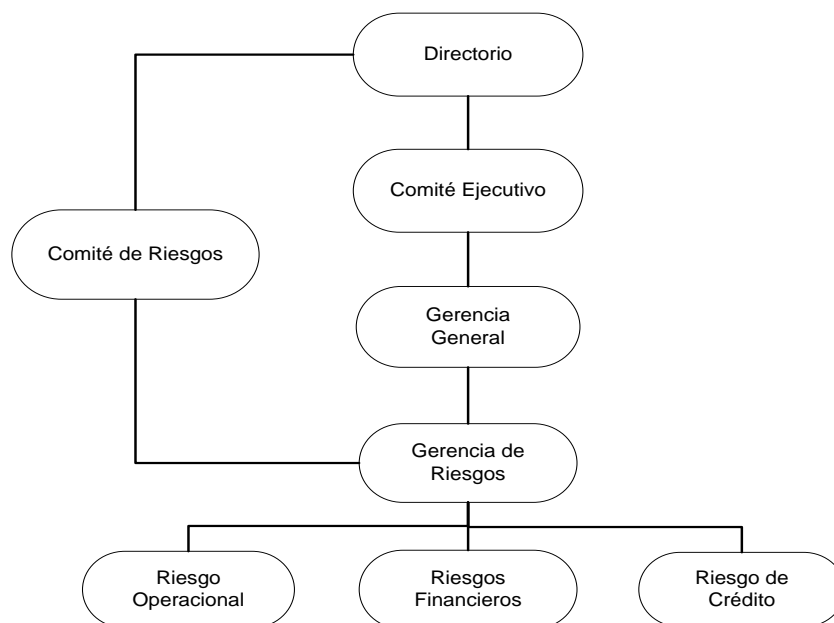 Directorio
Comité Ejecutivo
Comité de Riesgos
Gerencia
General
Gerencia de
Riesgos
Riesgo
Operacional
Riesgos
Financieros
Riesgo de
Crédito